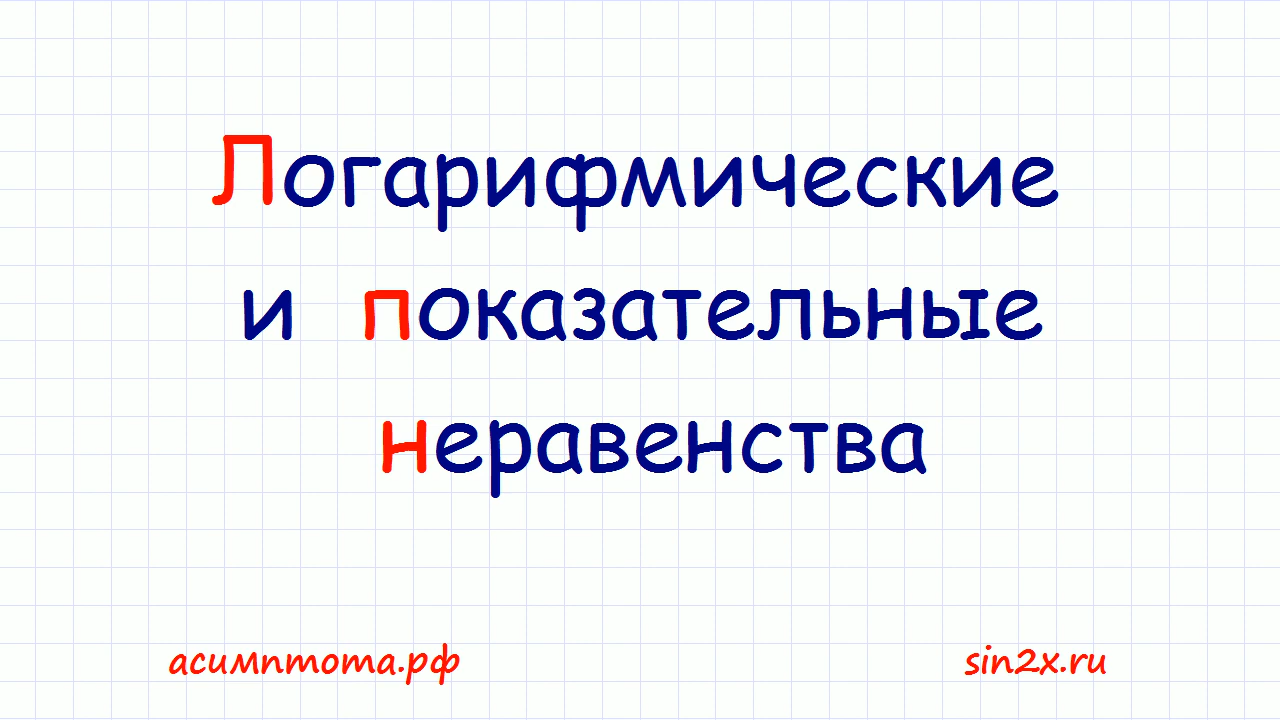 Логарифмические
и показательные
неравенства
асимптота.рф
sin2x.ru